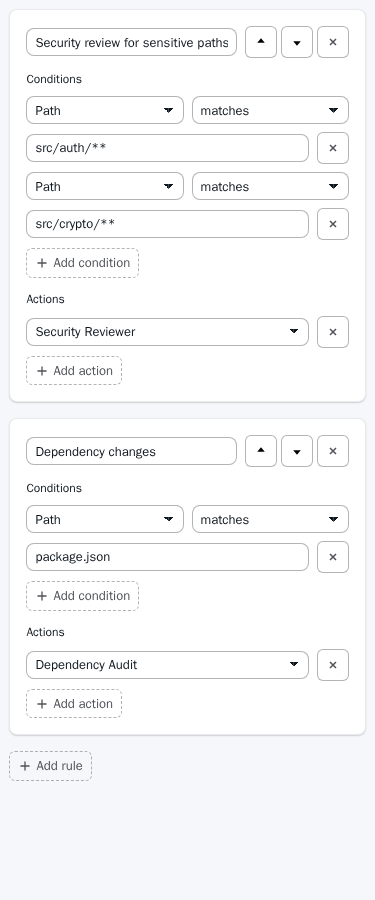 Security review for sensitive paths
Conditions
Path matches
src/auth/**
Path matches
src/crypto/**
+ Add condition
Actions
Security Reviewer
+ Add action
Dependency changes
Conditions
Path matches
package.json
+ Add condition
Actions
Dependency Audit
+ Add action
+ Add rule